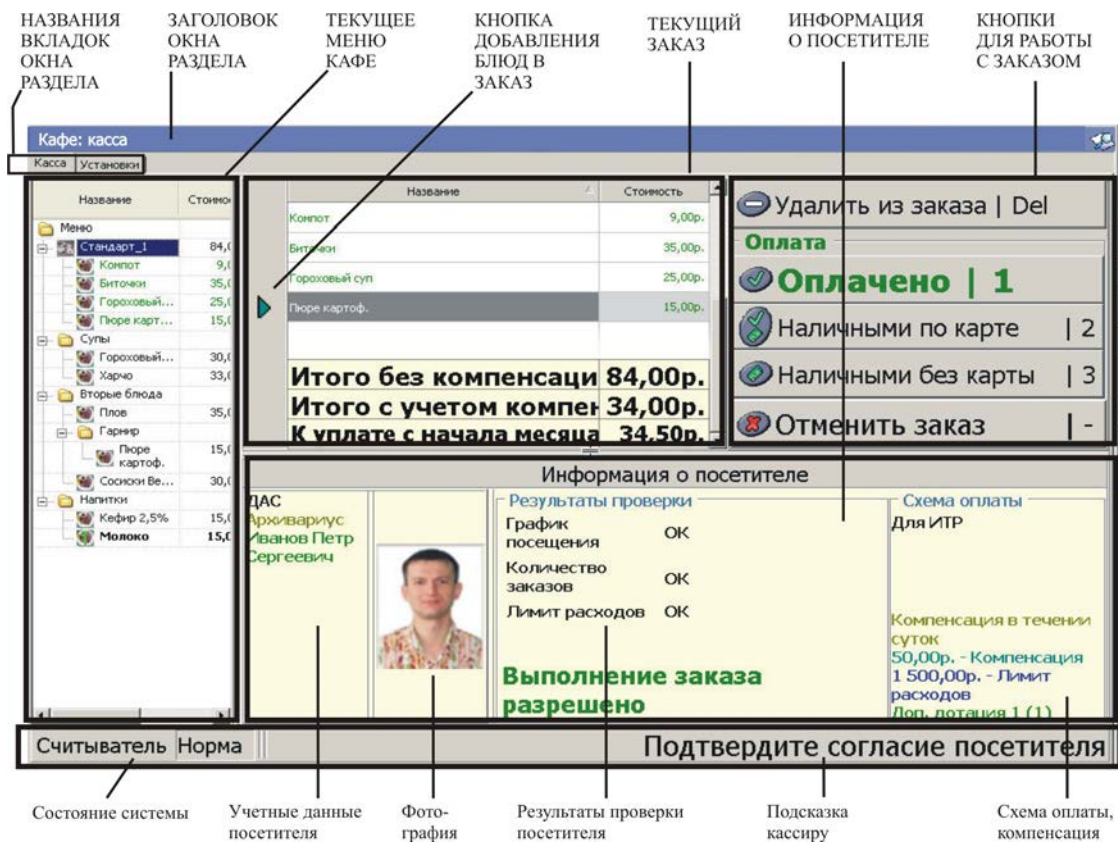 НАЗВАНИЯ
ВКЛАДОК
ОКНА
РАЗДЕЛА
ЗАГОЛОВОК
ОКНА
РАЗДЕЛА
ТЕКУЩЕЕ
МЕНЮ
КАФЕ
КНОПКА
ДОБАВЛЕНИЯ
БЛЮД В
ЗАКАЗ
ТЕКУЩИЙ
ЗАКАЗ
ИНФОРМАЦИЯ
О ПОСЕТИТЕЛЕ
КНОПКИ
ДЛЯ РАБОТЫ
С ЗАКАЗОМ
Кафе: касса
Касса Установки
Название Стоимо
Меню
Стандарт_1 84,0
Компот 9,0
Биточки 35,0
Гороховый... 25,0
Пюре карт... 15,0
Супы
Гороховый... 30,0
Харчо 33,0
Вторые блюда
Плов 35,0
Гарнир
Пюре 15,0
картоф.
Сосиски Ве... 30,0
Напитки
Кефир 2,5% 15,0
Молоко 15,0
Название Стоимость
Компот 9,00р.
Биточки 35,00р.
Гороховый суп 25,00р.
Пюре картоф. 15,00р.
Итого без компенсаци 84,00р.
Итого с учетом компен 34,00р.
К уплате с начала месяца 34,50р.
Удалить из заказа | Del
Оплата
Оплачено | 1
Наличными по карте | 2
Наличными без карты | 3
Отменить заказ | -
Информация о посетителе
ДАС
Архивариус
Иванов Петр
Сергеевич
Результаты проверки
График
посещения OK
Количество
заказов OK
Лимит расходов OK
Выполнение заказа
разрешено
Схема оплаты
Для ИТР
Компенсация в течении
суток
50,00р. - Компенсация
1 500,00р. - Лимит
расходов
Доп. дотация 1 (1)
Считыватель Норма
Подтвердите согласие посетителя
Состояние системы
Учетные данные
посетителя
Фото-
графия
Результаты проверки
посетителя
Подсказка
кассиру
Схема оплаты,
компенсация